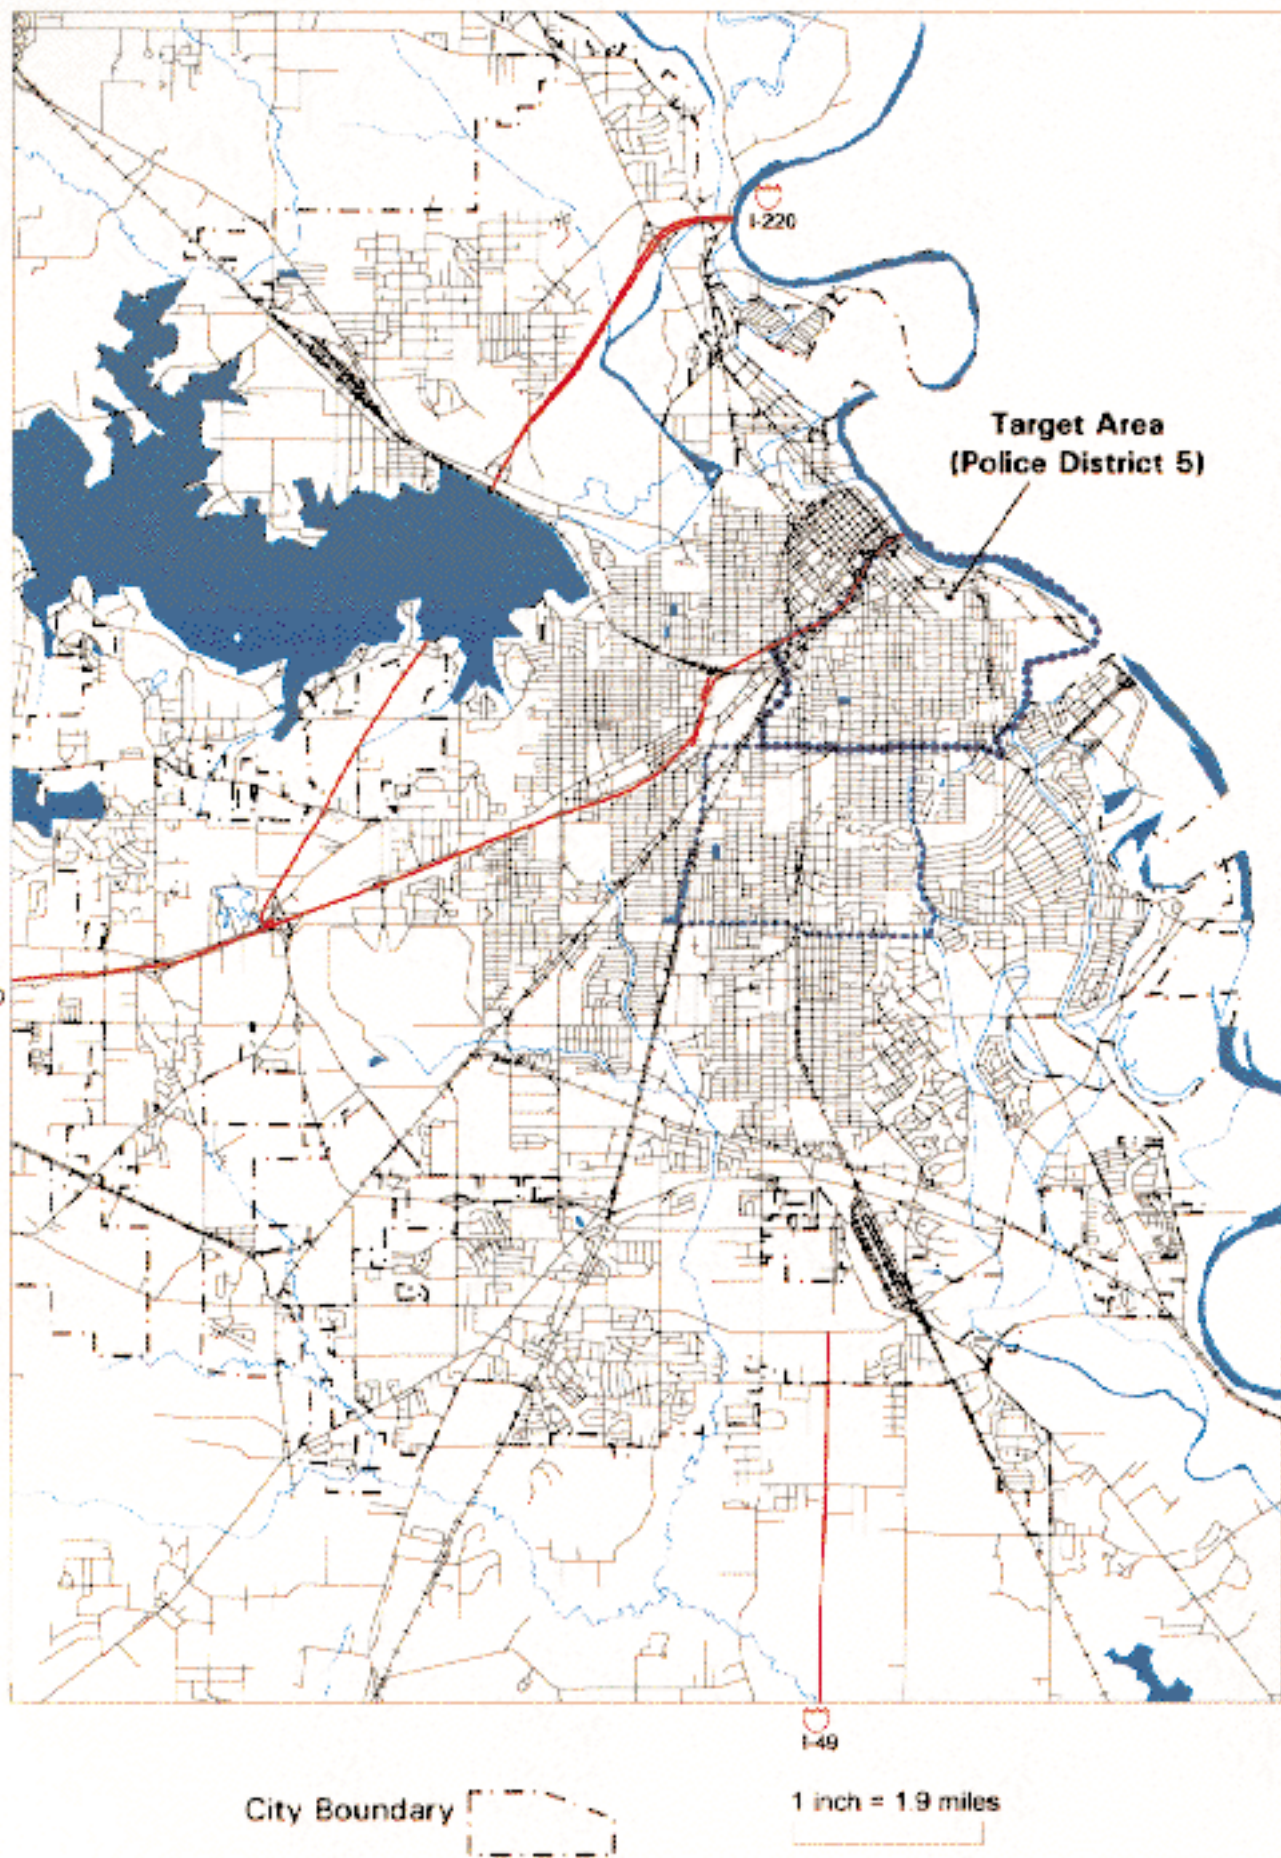 I-220
Target Area
(Police District 5)
I-49
City Boundary
1 inch = 1.9 miles